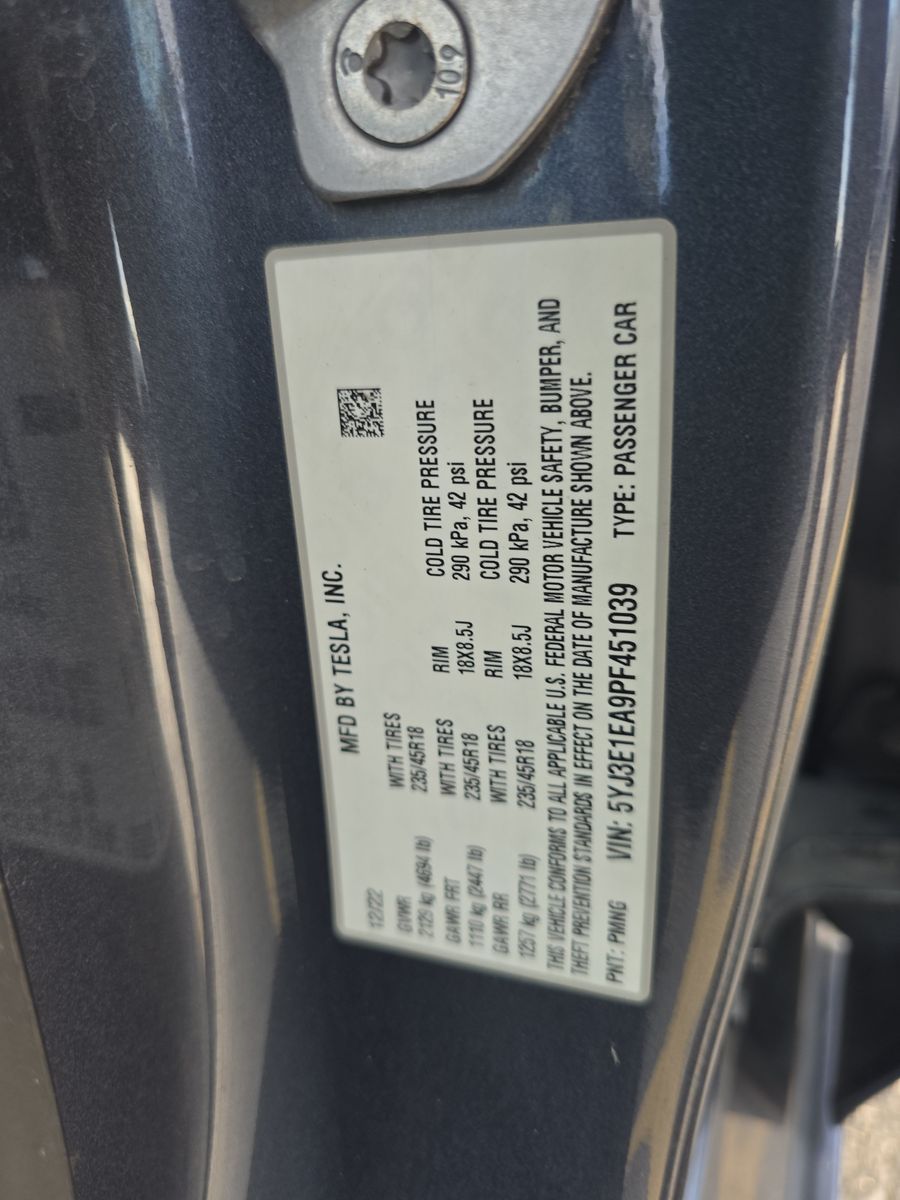 10.9
MFD BY TESLA, INC.
12/22
GVWR WITH TIRES
2129 kg (4694 lb) 235/45R18
GAWR FRT WITH TIRES RIM COLD TIRE PRESSURE
1110 kg (2447 lb) 235/45R18 18X8.5J 290 kPa, 42 psi
GAWR RR WITH TIRES RIM COLD TIRE PRESSURE
1257 kg (2771 lb) 235/45R18 18X8.5J 290 kPa, 42 psi
THIS VEHICLE CONFORMS TO ALL APPLICABLE U.S. FEDERAL MOTOR VEHICLE SAFETY, BUMPER, AND
THEFT PREVENTION STANDARDS IN EFFECT ON THE DATE OF MANUFACTURE SHOWN ABOVE.
PNT: PMNG VIN: 5YJ3E1EA9PF451039 TYPE: PASSENGER CAR